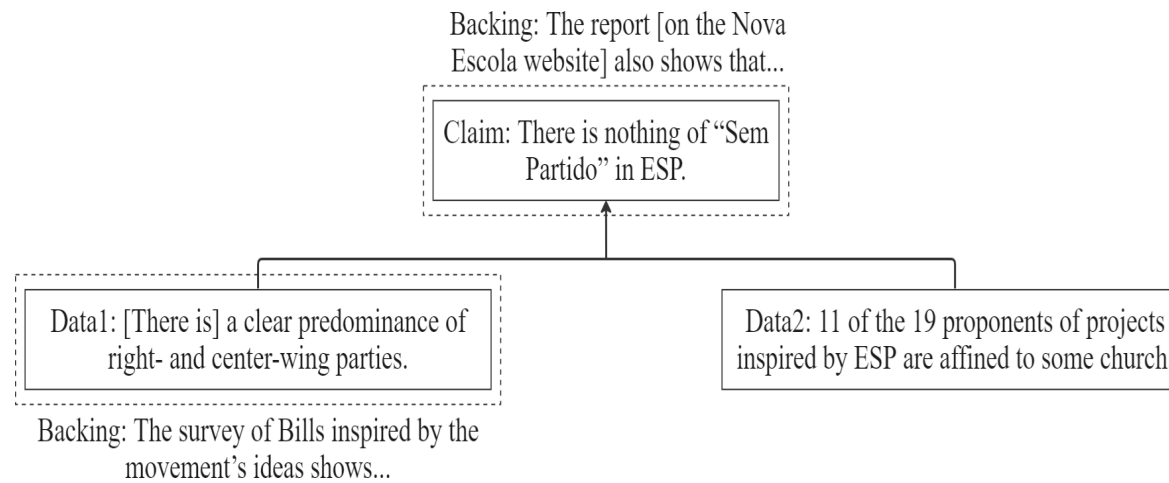 Backing: The report [on the Nova
Escola website] also shows that...
Claim: There is nothing of “Sem
Partido” in ESP.
Data1: [There is] a clear predominance of
right- and center-wing parties.
Backing: The survey of Bills inspired by the
movement’s ideas shows...
Data2: 11 of the 19 proponents of projects
inspired by ESP are affined to some church